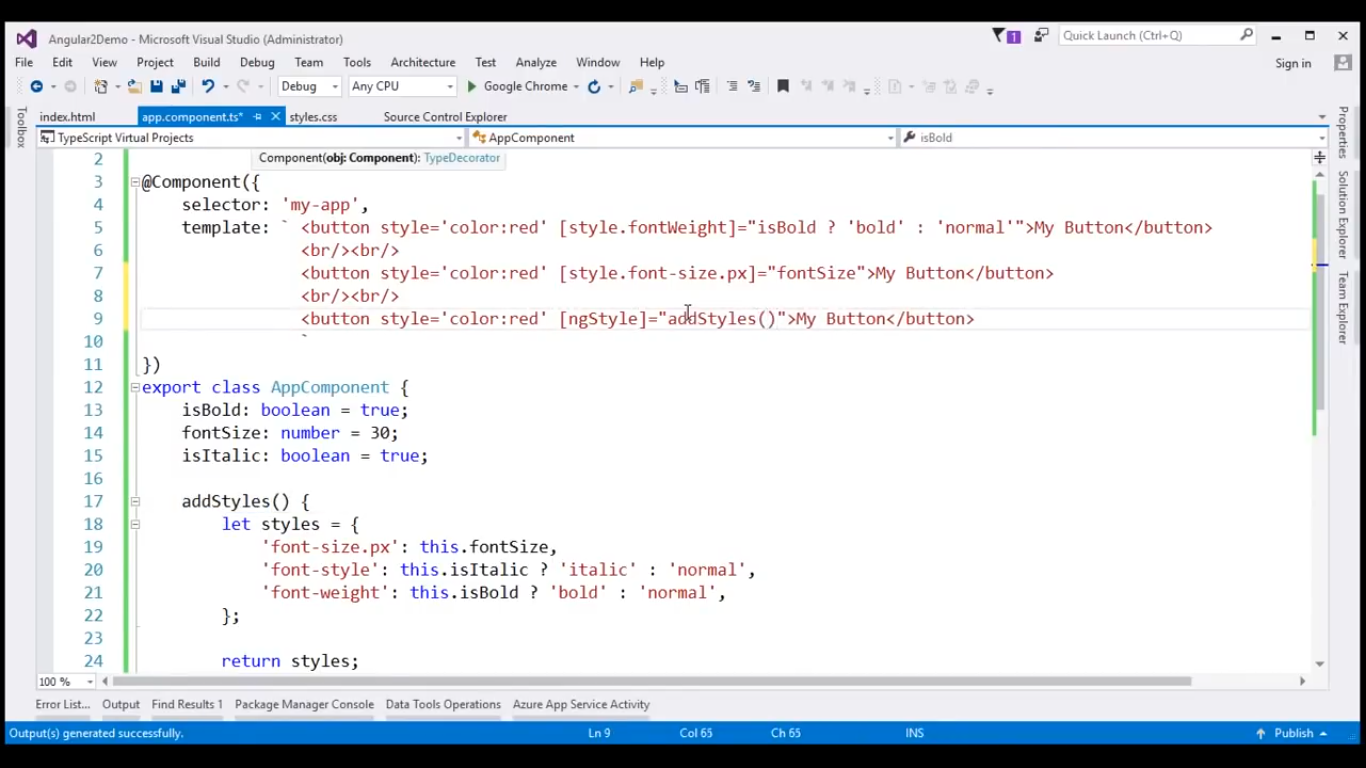 Angular2Demo - Microsoft Visual Studio (Administrator)
1
Quick Launch (Ctrl+Q)
File Edit View Project Build Debug Team Tools Architecture Test Analyze Window Help
Sign in
Debug Any CPU Google Chrome
index.html app.component.ts* styles.css Source Control Explorer
TypeScript Virtual Projects AppComponent isBold
Toolbox
Properties
Solution Explorer
Team Explorer
Component(obj: Component): TypeDecorator
2
3 @Component({
4 selector: 'my-app',
5 template: ` <button style='color:red' [style.fontWeight]="isBold ? 'bold' : 'normal'">My Button</button>
6 <br/><br/>
7 <button style='color:red' [style.font-size.px]="fontSize">My Button</button>
8 <br/><br/>
9 <button style='color:red' [ngStyle]="addStyles()">My Button</button>
10 `
11 })
12 export class AppComponent {
13 isBold: boolean = true;
14 fontSize: number = 30;
15 isItalic: boolean = true;
16
17 addStyles() {
18 let styles = {
19 'font-size.px': this.fontSize,
20 'font-style': this.isItalic ? 'italic' : 'normal',
21 'font-weight': this.isBold ? 'bold' : 'normal',
22 };
23
24 return styles;
100 %
Error List... Output Find Results 1 Package Manager Console Data Tools Operations Azure App Service Activity
Output(s) generated successfully. Ln 9 Col 65 Ch 65 INS Publish